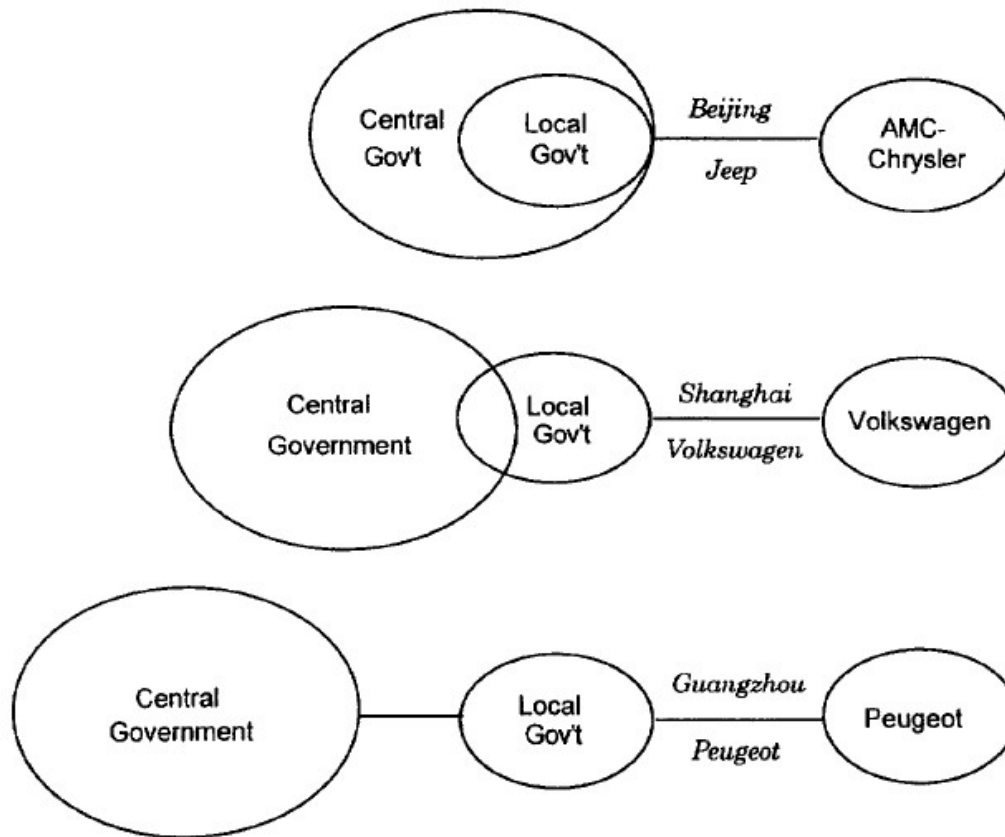 Central
Gov't
Local
Gov't
Beijing
Jeep
AMC-
Chrysler
Central
Government
Local
Gov't
Shanghai
Volkswagen
Volkswagen
Central
Government
Local
Gov't
Guangzhou
Peugeot
Peugeot